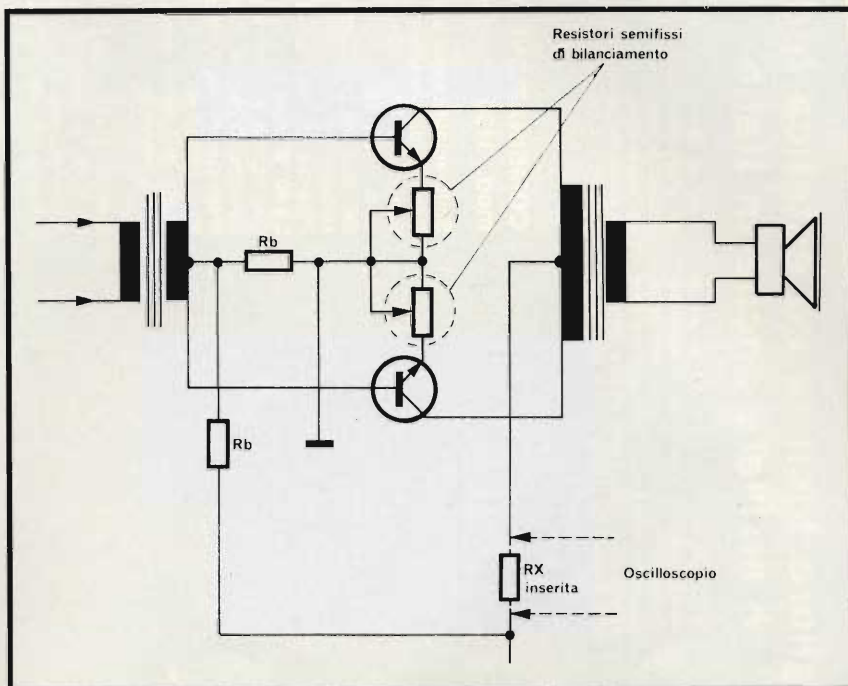 Resistori semifissi
di bilanciamento
Rb
Rb
RX
inserita
Oscilloscopio